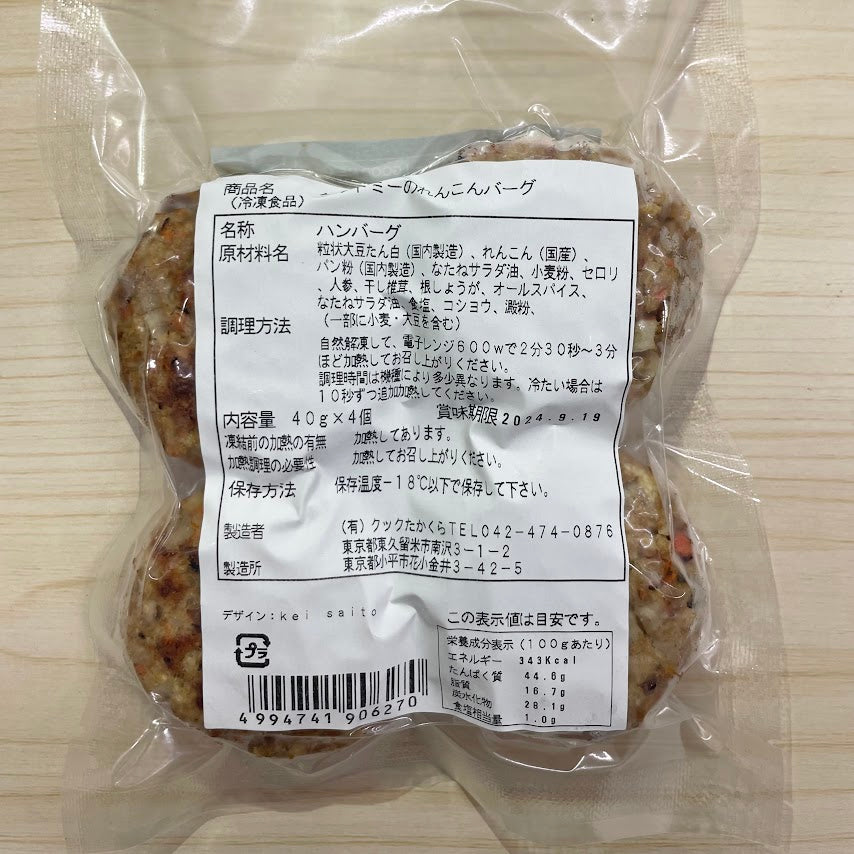 商品名 ミーのれんこんバーグ
(冷凍食品)
名称 ハンバーグ
原材料名 粒状大豆たん白(国内製造)、れんこん(国産)、
パン粉(国内製造)、なたねサラダ油、小麦粉、セロリ
、人参、干し椎茸、根しょうが、オールスパイス、
なたねサラダ油、食塩、コショウ、澱粉、
(一部に小麦・大豆を含む)
調理方法
自然解凍して、電子レンジ600wで2分30秒~3分
ほど加熱してお召し上がりください。
調理時間は機種により多少異なります。冷たい場合は
10秒ずつ追加加熱してください。
内容量 40g×4個 賞味期限 2024.9.19
凍結前の加熱の有無 加熱してあります。
加熱調理の必要性 加熱してお召し上がりください。
保存方法 保存温度-18℃以下で保存して下さい。
製造者 (有)クックたかくらTEL042-474-0876
東京都東久留米市南沢3-1-2
製造所 東京都小平市花小金井3-42-5
デザイン:kei saito
この表示値は目安です。
プラ
栄養成分表示(100gあたり)
エネルギー 343Kcal
たんぱく質 44.6g
脂質 16.7g
炭水化物 28.1g
食塩相当量 1.0g
4994741906270